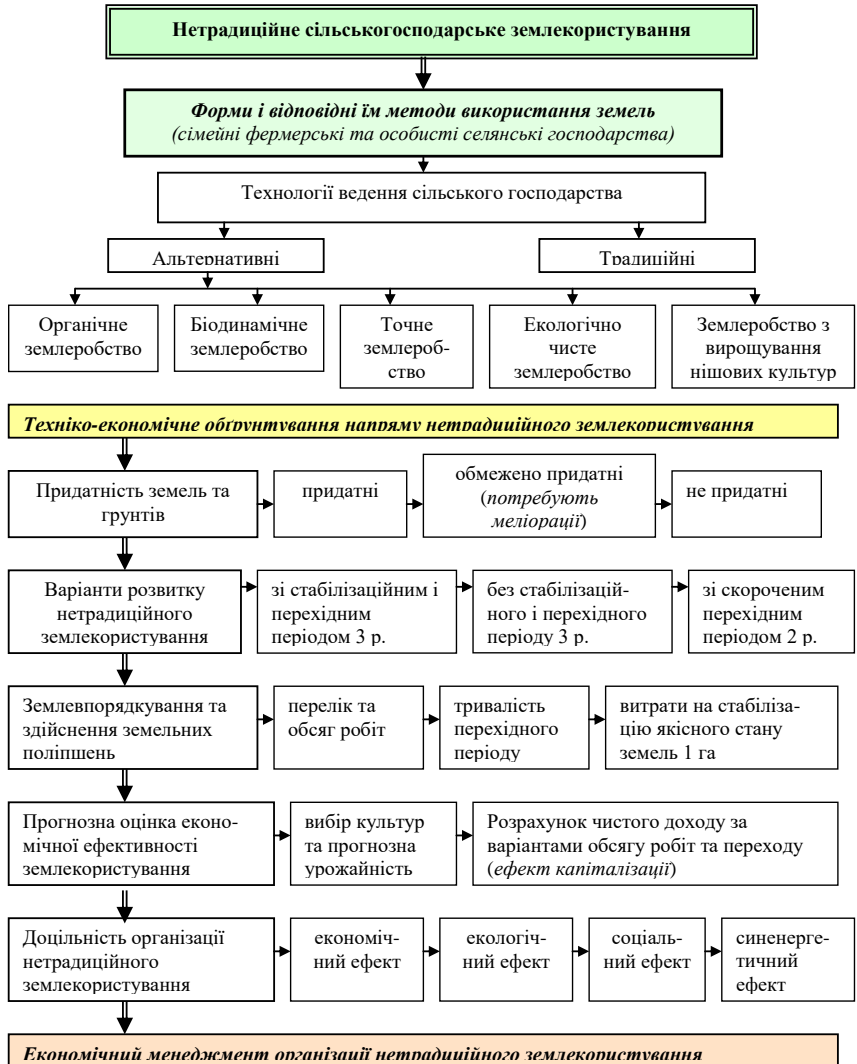 Нетрадиційне сільськогосподарське землекористування
Форми і відповідні їм методи використання земель
(сімейні фермерські та особисті селянські господарства)
Технології ведення сільського господарства
Альтернативні
Традиційні
Органічне
землеробство
Біодинамічне
землеробство
Точне
землероб-
ство
Екологічно
чисте
землеробство
Землеробство з
вирощування
нішових культур
Техніко-економічне обґрунтування напряму нетрадиційного землекористування
Придатність земель та
грунтів
придатні
обмежено придатні
(потребують
меліорації)
не придатні
Варіанти розвитку
нетрадиційного
землекористування
зі стабілізаційним і
перехідним
періодом 3 р.
без стабілізацій-
ного і перехідного
періоду 3 р.
зі скороченим
перехідним
періодом 2 р.
Землевпорядкування та
здійснення земельних
поліпшень
перелік та
обсяг робіт
тривалість
перехідного
періоду
витрати на стабіліза-
цію якісного стану
земель 1 га
Прогнозна оцінка еконо-
мічної ефективності
землекористування
вибір культур
та прогнозна
урожайність
Розрахунок чистого доходу за
варіантами обсягу робіт та переходу
(ефект капіталізації)
Доцільність організації
нетрадиційного
землекористування
економіч-
ний ефект
екологіч-
ний ефект
соціаль-
ний ефект
синенерге-
тичний
ефект
Економічний менеджмент організації нетрадиційного землекористування